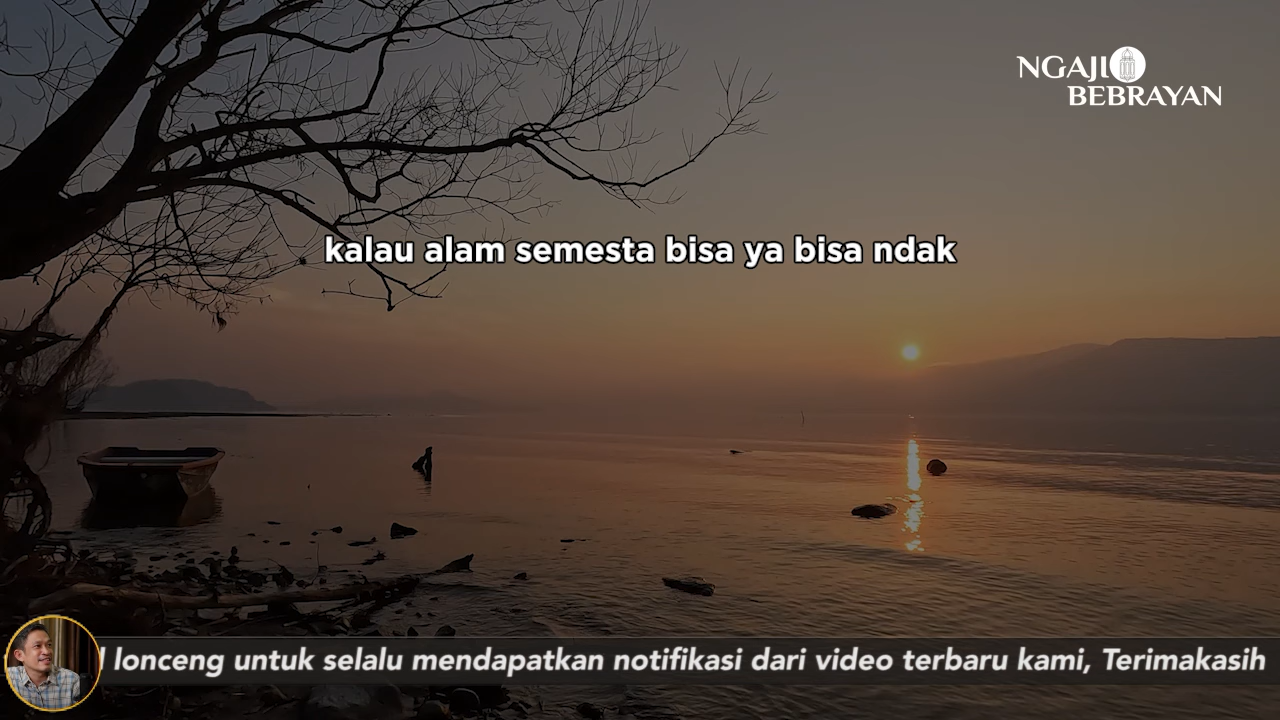 NGAJI
BEBRAYAN
kalau alam semesta bisa ya bisa ndak
lonceng untuk selalu mendapatkan notifikasi dari video terbaru kami, Terimakasih